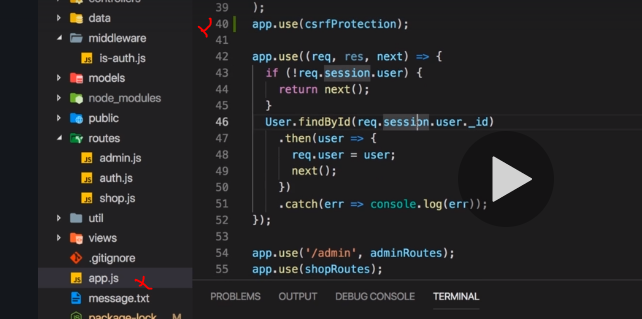 controllers
data
middleware
is-auth.js
models
node_modules
public
routes
admin.js
auth.js
shop.js
util
views
.gitignore
app.js
message.txt
package-lock M
39 );
40 app.use(csrfProtection);
41
42 app.use((req, res, next) => {
43 if (!req.session.user) {
44 return next();
45 }
46 User.findById(req.session.user._id)
47 .then(user => {
48 req.user = user;
49 next();
50 })
51 .catch(err => console.log(err));
52 });
53
54 app.use('/admin', adminRoutes);
55 app.use(shopRoutes);
PROBLEMS OUTPUT DEBUG CONSOLE TERMINAL